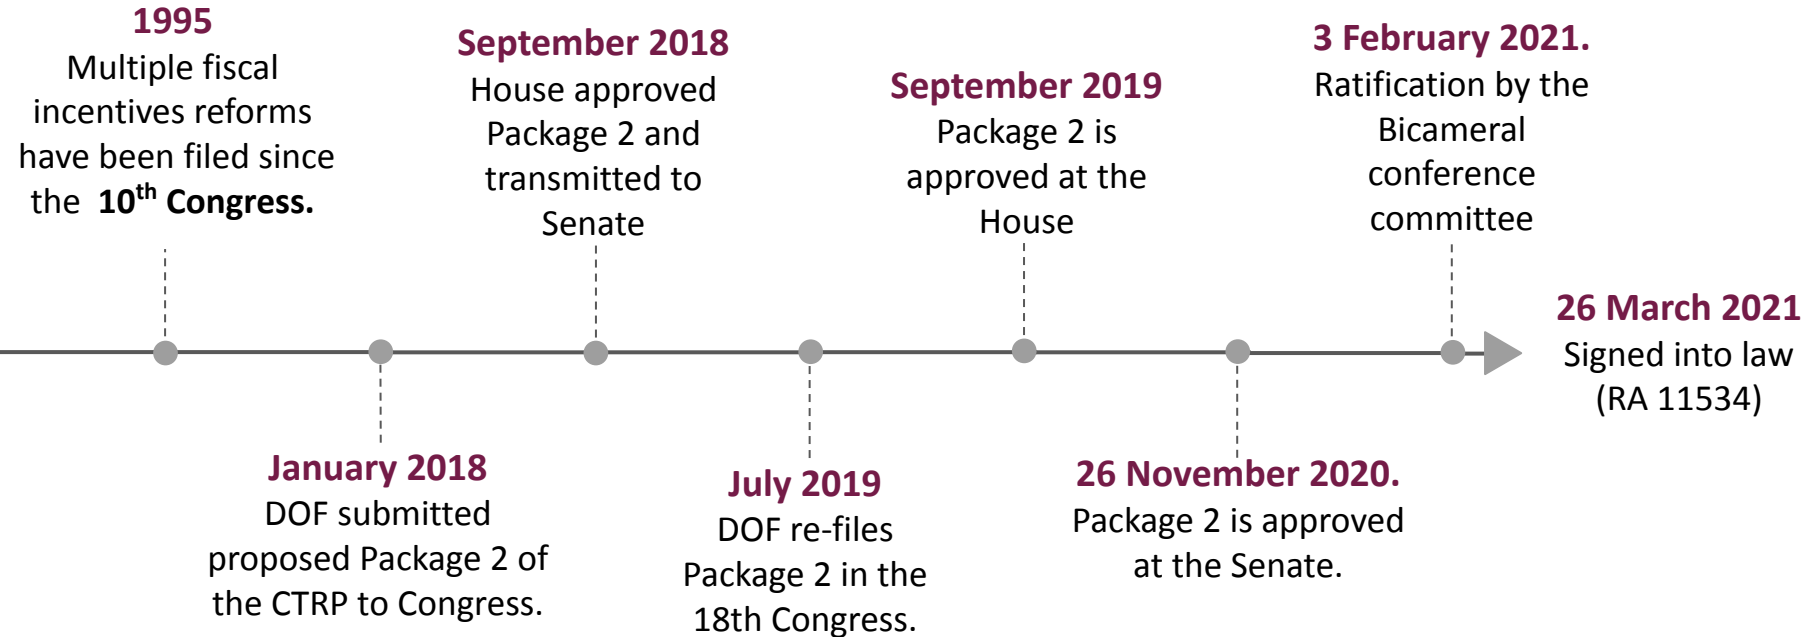 1995
Multiple fiscal
incentives reforms
have been filed since
the 10th Congress.
January 2018
DOF submitted
proposed Package 2 of
the CTRP to Congress.
September 2018
House approved
Package 2 and
transmitted to
Senate
July 2019
DOF re-files
Package 2 in the
18th Congress.
September 2019
Package 2 is
approved at the
House
26 November 2020.
Package 2 is approved
at the Senate.
3 February 2021.
Ratification by the
Bicameral
conference
committee
26 March 2021
Signed into law
(RA 11534)